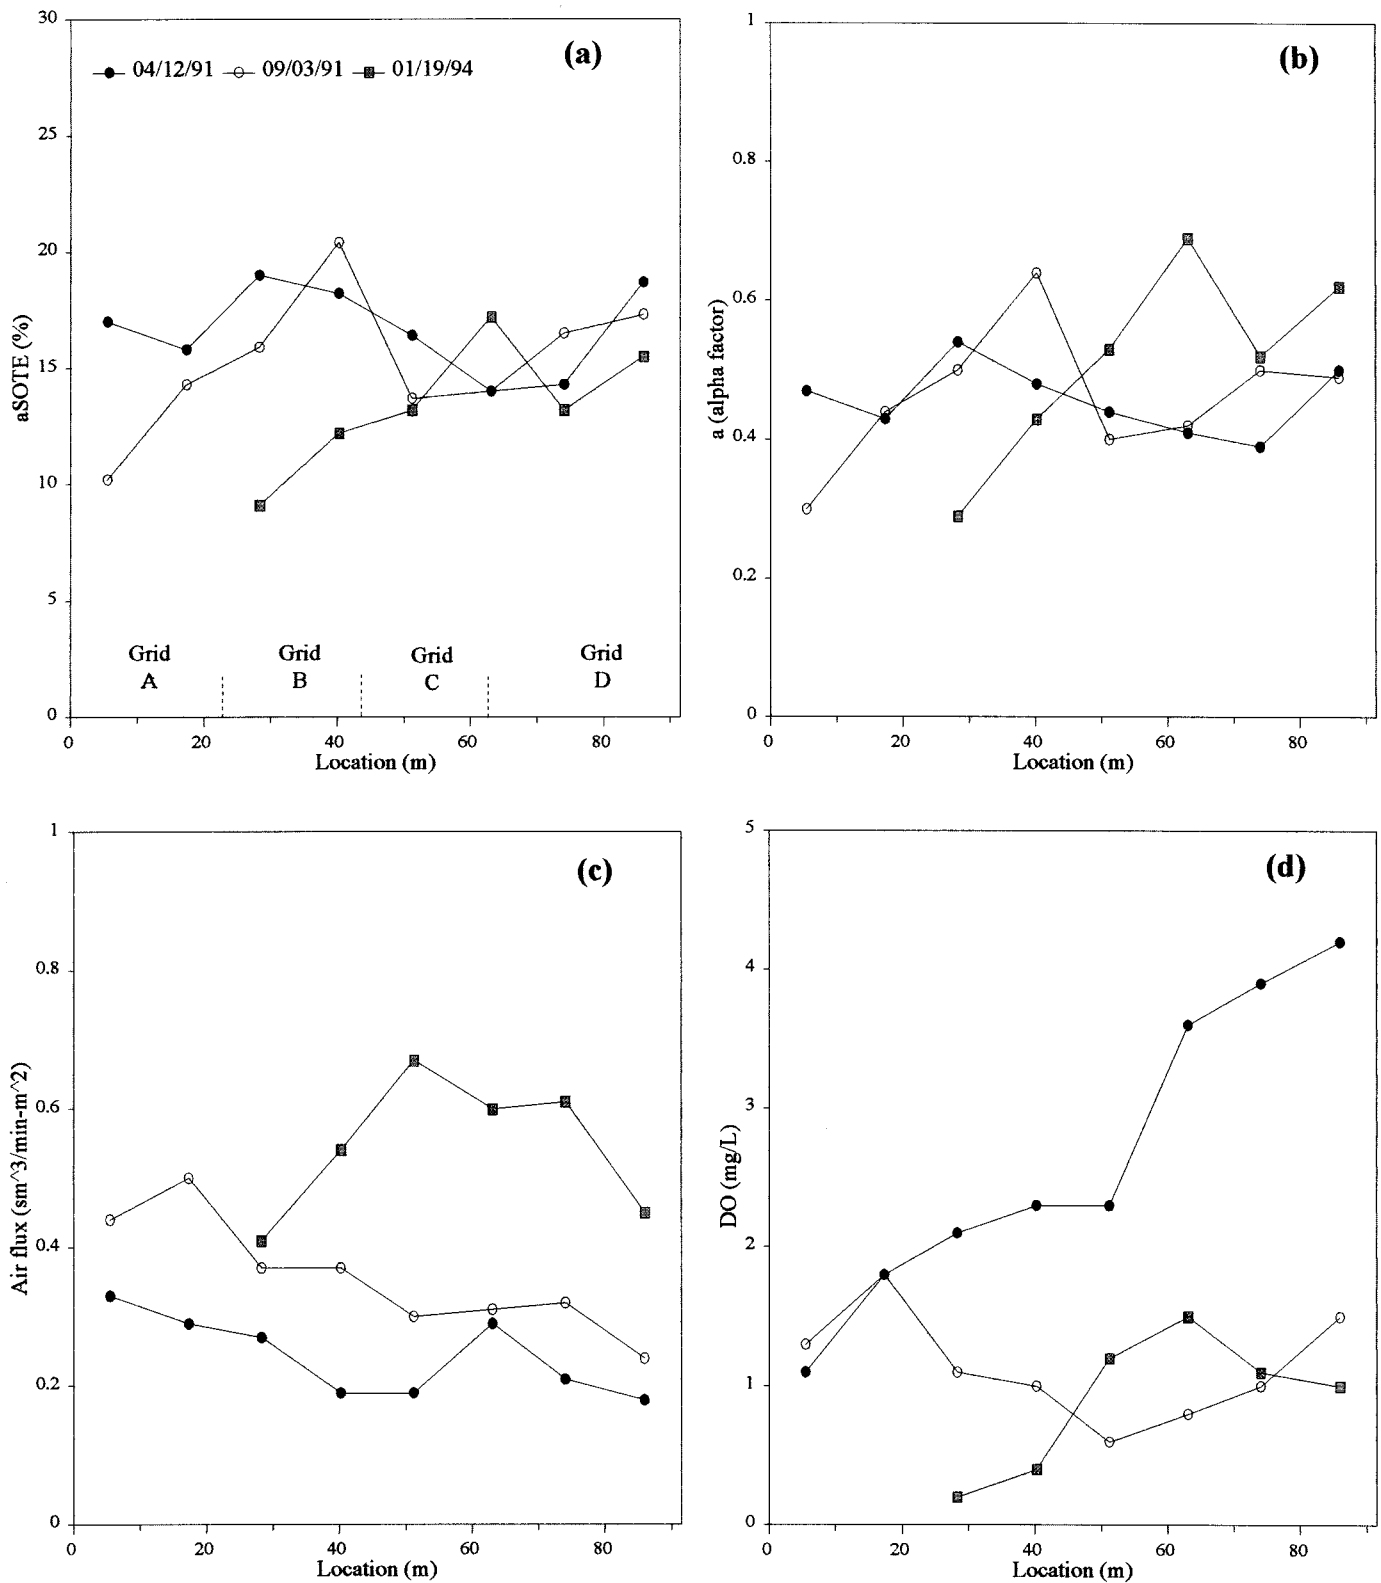 30
(a)
04/12/91 09/03/91 01/19/94
25
20
15
10
5
0
aSOTE (%)
Grid Grid Grid Grid
A B C D
0 20 40 60 80
Location (m)
1
(b)
0.8
0.6
0.4
0.2
0
a (alpha factor)
0 20 40 60 80
Location (m)
1
(c)
0.8
0.6
0.4
0.2
0
Air flux (sm^3/min-m^2)
0 20 40 60 80
Location (m)
5
(d)
4
3
2
1
0
DO (mg/L)
0 20 40 60 80
Location (m)